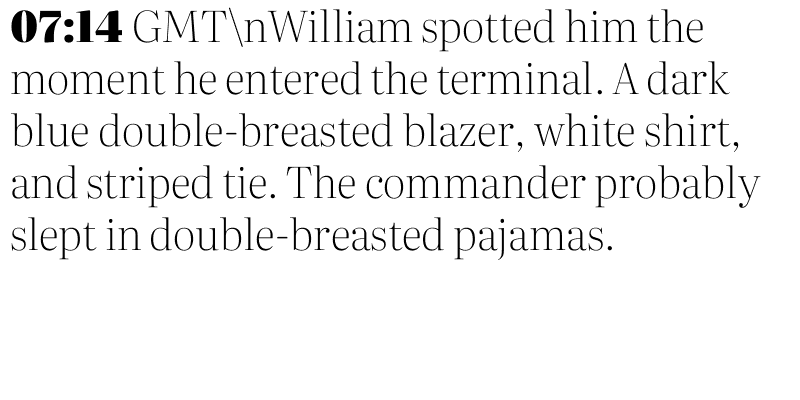 07:14 GMT\nWilliam spotted him the
moment he entered the terminal. A dark
blue double-breasted blazer, white shirt,
and striped tie. The commander probably
slept in double-breasted pajamas.